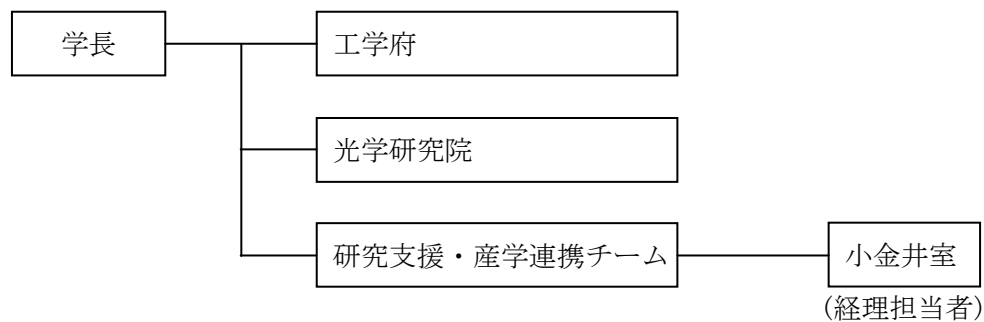 学長
工学府
光学研究院
研究支援・産学連携チーム
小金井室
(経理担当者)